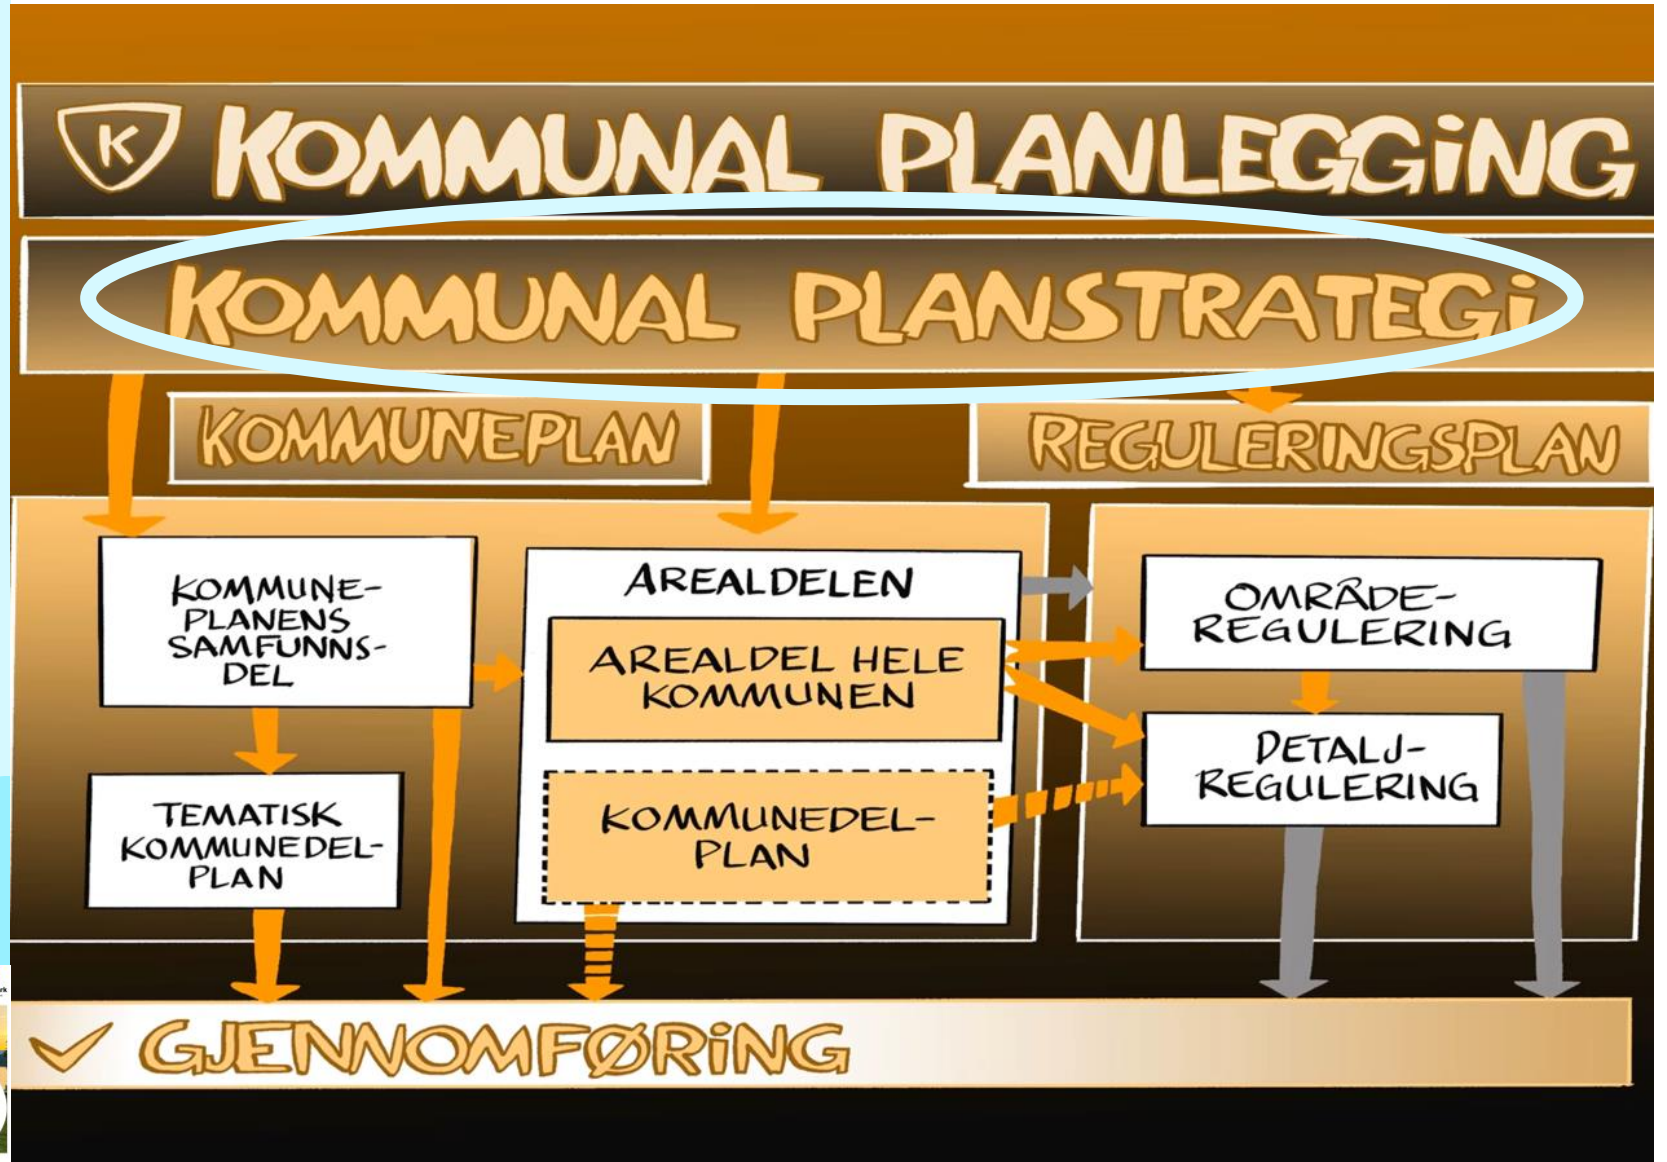 K KOMMUNAL PLANLEGGING
KOMMUNAL PLANSTRATEGI
KOMMUNEPLAN
REGULERINGSPLAN
KOMMUNE-
PLANENS
SAMFUNNS-
DEL
TEMATISK
KOMMUNEDEL-
PLAN
AREALDELEN
AREALDEL HELE
KOMMUNEN
KOMMUNEDEL-
PLAN
OMRÅDE-
REGULERING
DETALJ-
REGULERING
GJENNOMFØRING